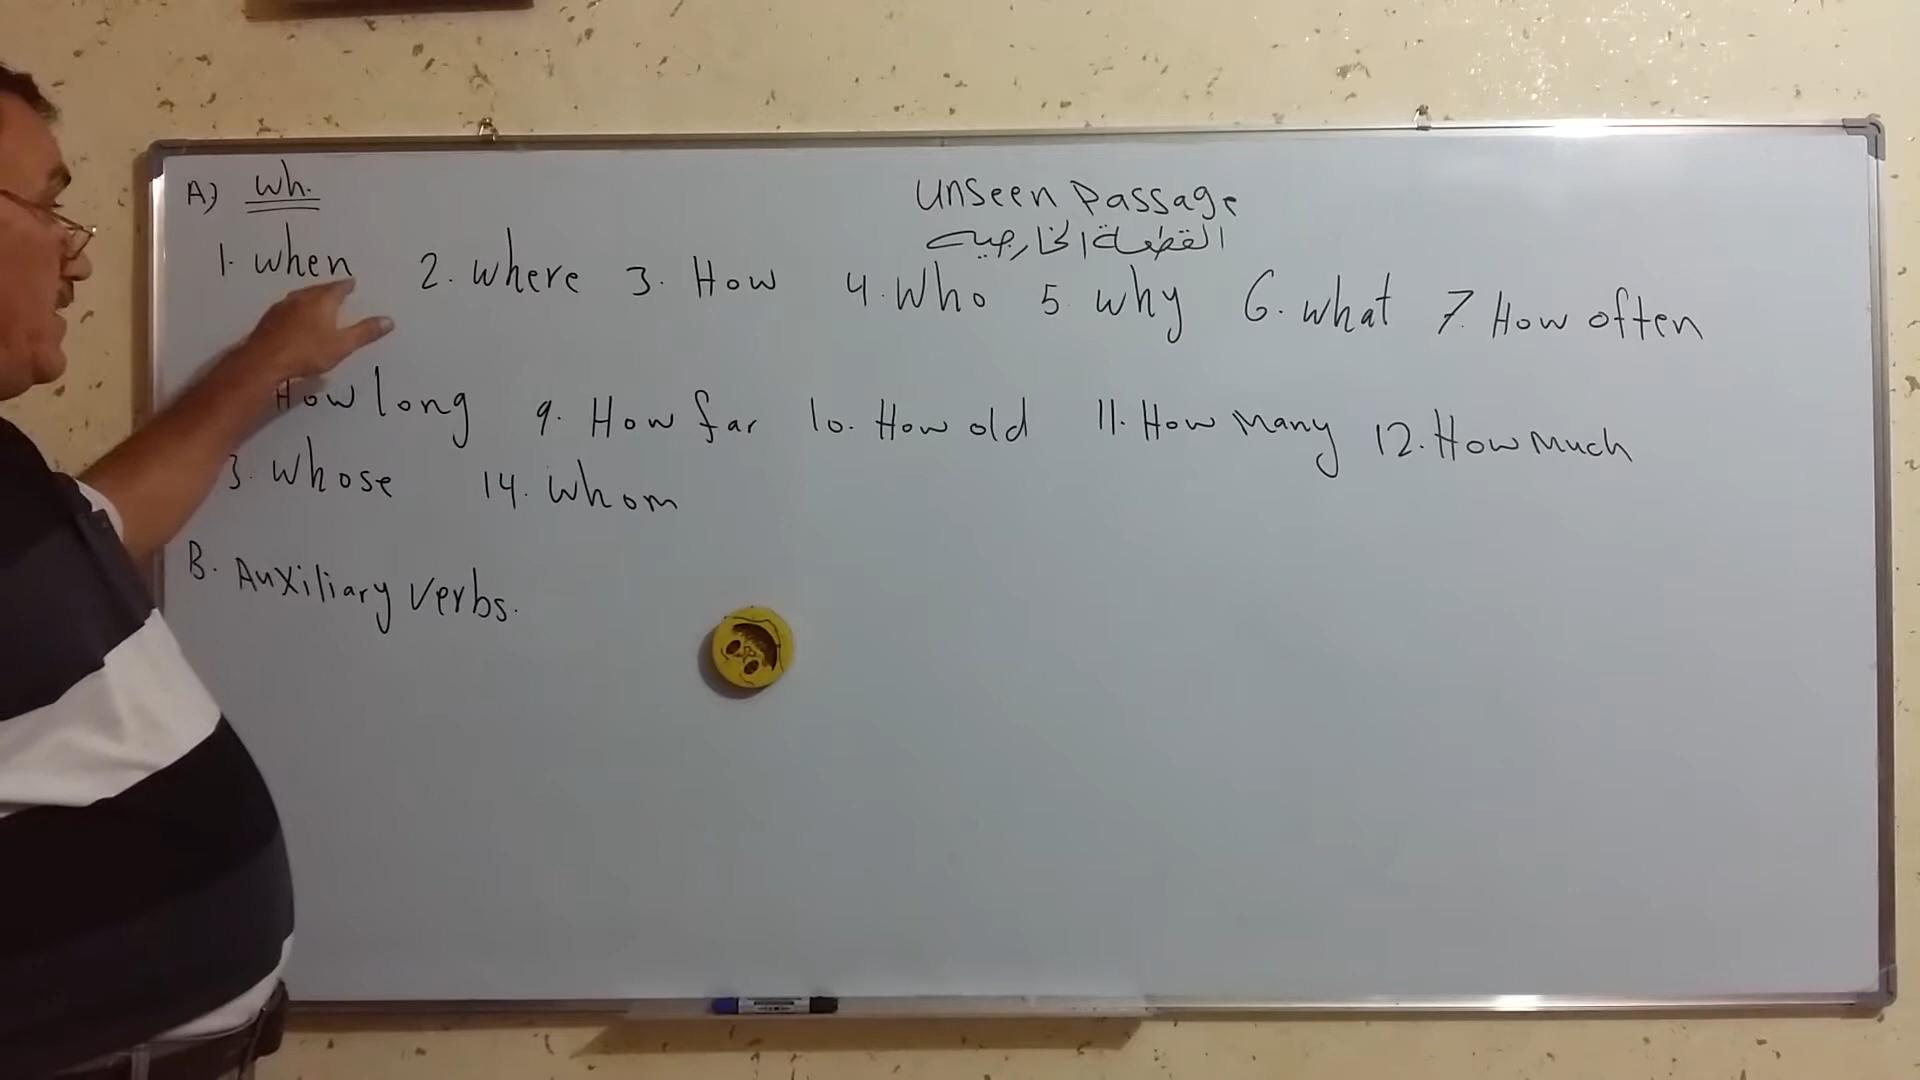 A) wh.
Unseen Passage
القطعة الخارجية
1. when 2. where 3. How 4. Who 5. why 6. what 7. How often
How long 9. How far 10. How old 11. How many 12. How much
3. whose 14. whom
B. Auxiliary verbs.